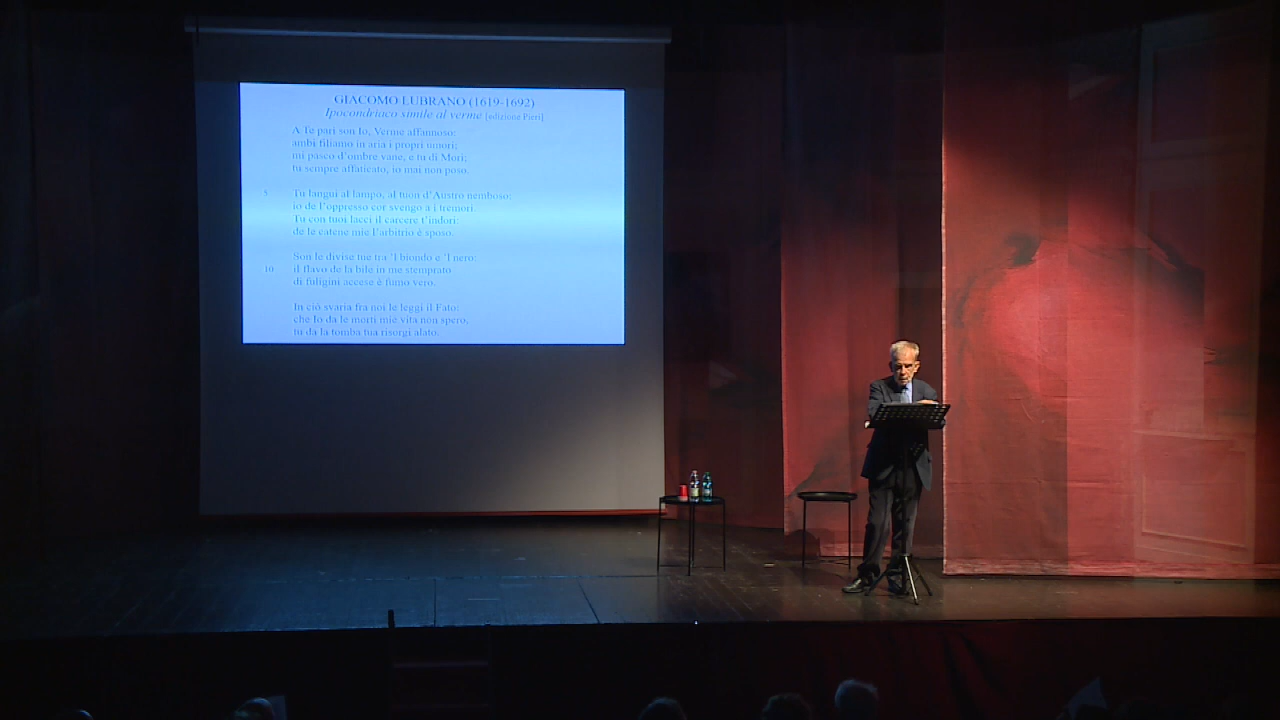 GIACOMO LUBRANO (1619-1692)
Ipocondriaco simile al verme [edizione Pieri]
A Te pari son Io, Verme affannoso:
ambi filiamo in aria i propri umori;
mi pasco d'ombre vane, e tu di Mori;
tu sempre affaticato, io mai non poso.
5 Tu langui al lampo, al tuon d'Austro nemboso:
io de l'oppresso cor svengo a i tremori.
Tu con tuoi lacci il carcere t'indori:
de le catene mie l'arbitrio è sposo.
Son le divise tue tra 'l biondo e 'l nero:
10 il flavo de la bile in me stemprato
di fuligini accese è fumo vero.
In ciò svaria fra noi le leggi il Fato:
che Io da le morti mie vita non spero,
tu da la tomba tua risorgi alato.